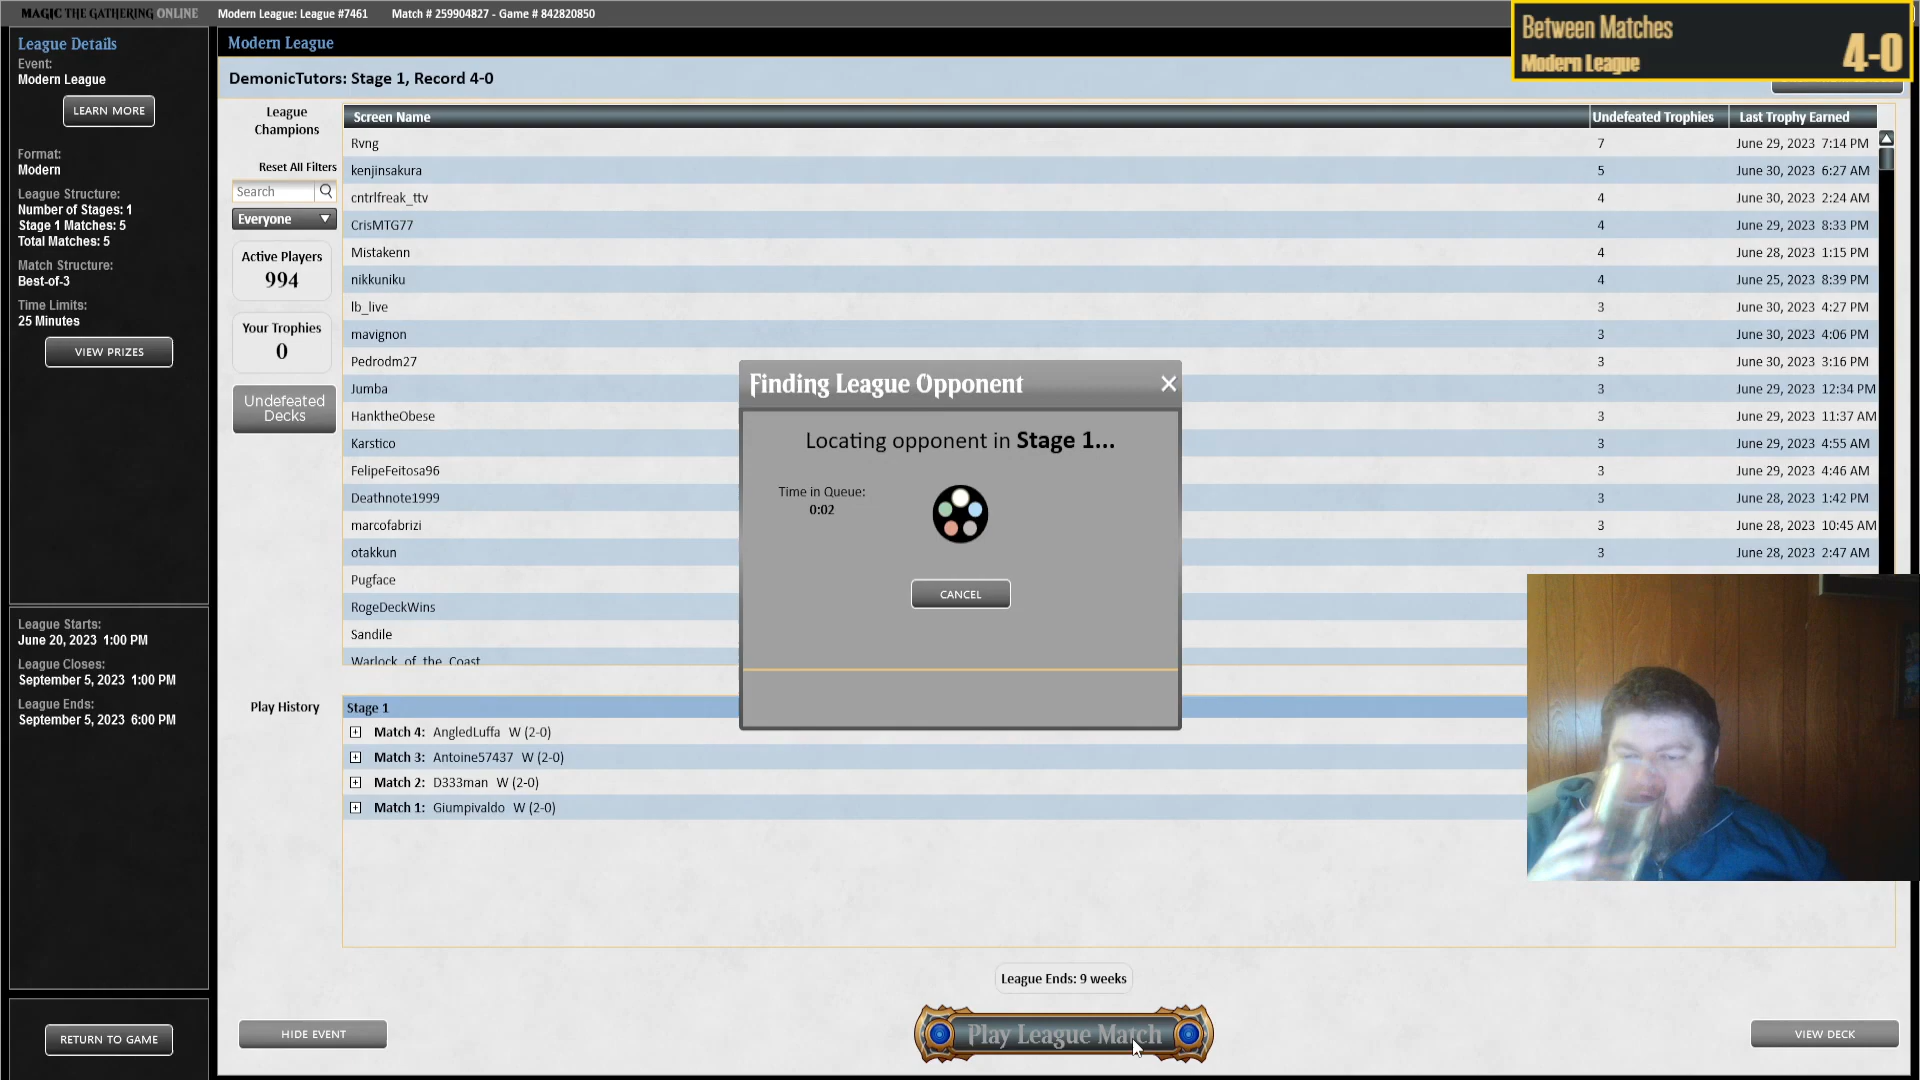 MAGIC THE GATHERING ONLINE
Modern League: League #7461
Match # 259904827 - Game # 842820850
Between Matches
Modern League
4-0
League Details
Event:
Modern League
LEARN MORE
Format:
Modern
League Structure:
Number of Stages: 1
Stage 1 Matches: 5
Total Matches: 5
Match Structure:
Best-of-3
Time Limits:
25 Minutes
VIEW PRIZES
League Starts:
June 20, 2023 1:00 PM
League Closes:
September 5, 2023 1:00 PM
League Ends:
September 5, 2023 6:00 PM
RETURN TO GAME
Modern League
DemonicTutors: Stage 1, Record 4-0
League
Champions
Reset All Filters
Search
Everyone
Active Players
994
Your Trophies
0
Undefeated
Decks
Screen Name Undefeated Trophies Last Trophy Earned
Rvng 7 June 29, 2023 7:14 PM
kenjinsakura 5 June 30, 2023 6:27 AM
cntrlfreak_ttv 4 June 30, 2023 2:24 AM
CrisMTG77 4 June 29, 2023 8:33 PM
Mistakenn 4 June 28, 2023 1:15 PM
nikkuniku 4 June 25, 2023 8:39 PM
lb_live 3 June 30, 2023 4:27 PM
mavignon 3 June 30, 2023 4:06 PM
Pedrodm27 3 June 30, 2023 3:16 PM
Jumba 3 June 29, 2023 12:34 PM
HanktheObese 3 June 29, 2023 11:37 AM
Karstico 3 June 29, 2023 4:55 AM
FelipeFeitosa96 3 June 29, 2023 4:46 AM
Deathnote1999 3 June 28, 2023 1:42 PM
marcofabrizi 3 June 28, 2023 10:45 AM
otakkun 3 June 28, 2023 2:47 AM
Pugface
RogeDeckWins
Sandile
Warlock_of_the_Coast
Finding League Opponent
Locating opponent in Stage 1...
Time in Queue:
0:02
CANCEL
Play History
Stage 1
Match 4: AngledLuffa W (2-0)
Match 3: Antoine57437 W (2-0)
Match 2: D333man W (2-0)
Match 1: Giumpivaldo W (2-0)
League Ends: 9 weeks
HIDE EVENT
Play League Match
VIEW DECK